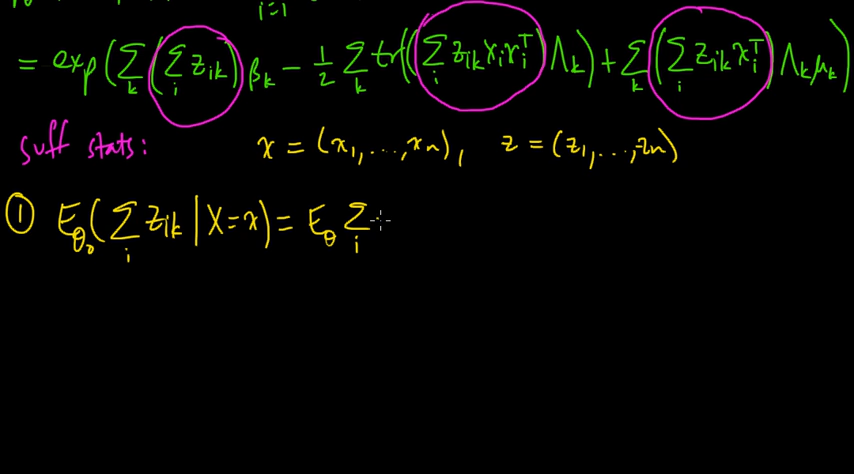 i=1
= exp(∑_k (∑_i z_ik) β_k − 1/2 ∑_k tr((∑_i z_ik x_i x_i^T) Λ_k) + ∑_k (∑_i z_ik x_i^T) Λ_k μ_k)
suff stats: x = (x_1,...,x_n), z = (z_1,...,z_n)
① E_θ₀(∑_i z_ik | X=x) = E_θ ∑_i